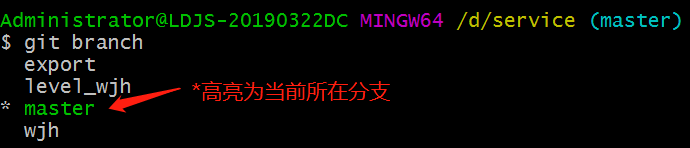 Administrator@LDJS-20190322DC MINGW64 /d/service (master)
$ git branch
export
level_wjh
* master *高亮为当前所在分支
wjh